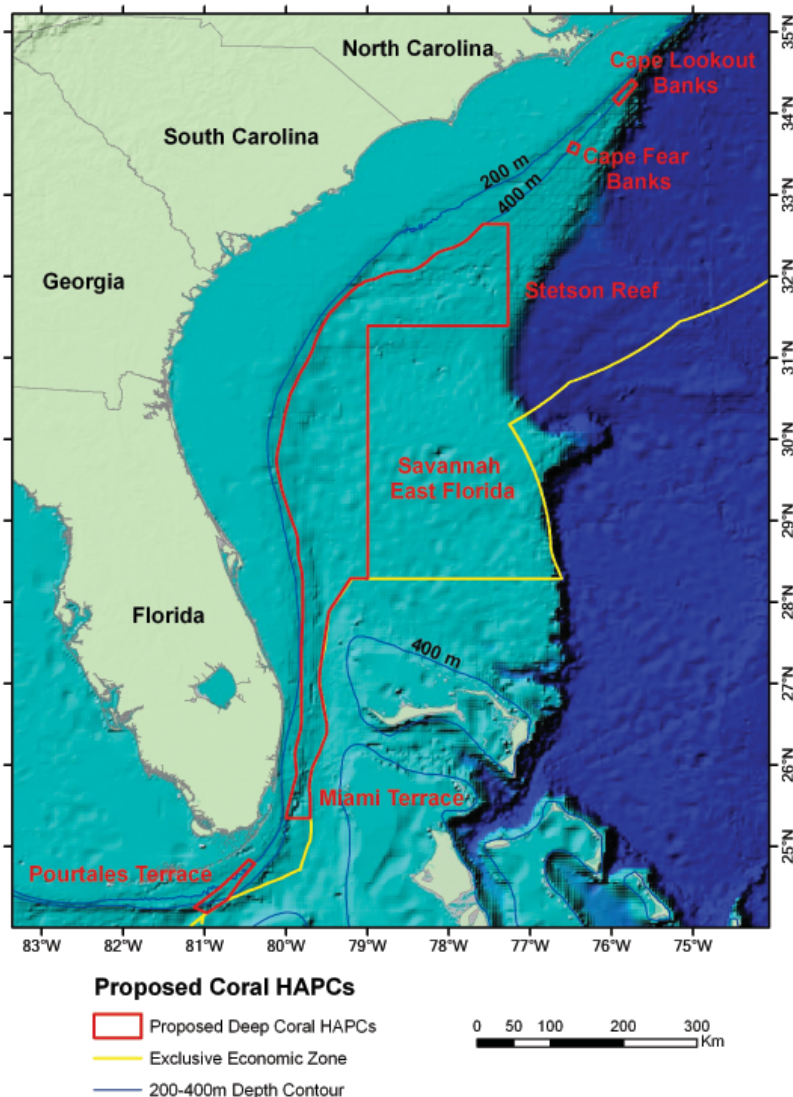 North Carolina
Cape Lookout
Banks
South Carolina
200 m
Cape Fear
Banks
400 m
Georgia
Stetson Reef
Savannah
East Florida
Florida
400 m
Miami Terrace
Pourtales Terrace
35°N
34°N
33°N
32°N
31°N
30°N
29°N
28°N
27°N
26°N
25°N
83°W 82°W 81°W 80°W 79°W 78°W 77°W 76°W 75°W
Proposed Coral HAPCs
Proposed Deep Coral HAPCs
Exclusive Economic Zone
200-400m Depth Contour
0 50 100 200 300
Km